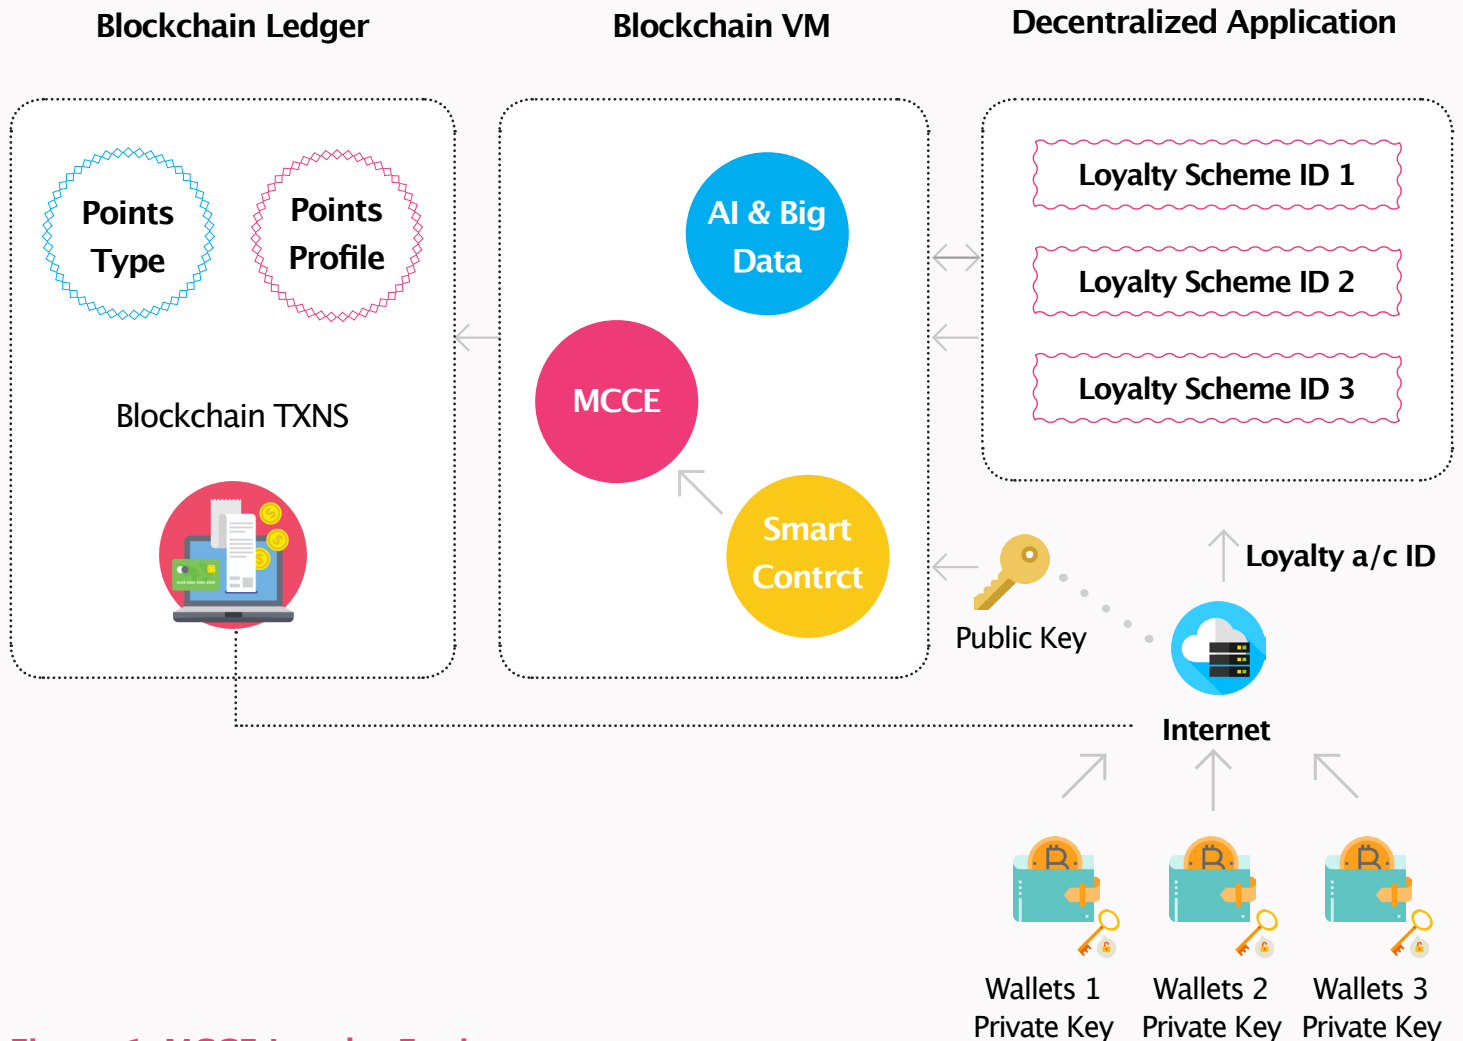 Blockchain Ledger
Blockchain VM
Decentralized Application
Points
Type
Points
Profile
Blockchain TXNS
AI & Big
Data
MCCE
Smart
Contrct
Loyalty Scheme ID 1
Loyalty Scheme ID 2
Loyalty Scheme ID 3
Public Key
Loyalty a/c ID
Internet
Wallets 1
Private Key
Wallets 2
Private Key
Wallets 3
Private Key